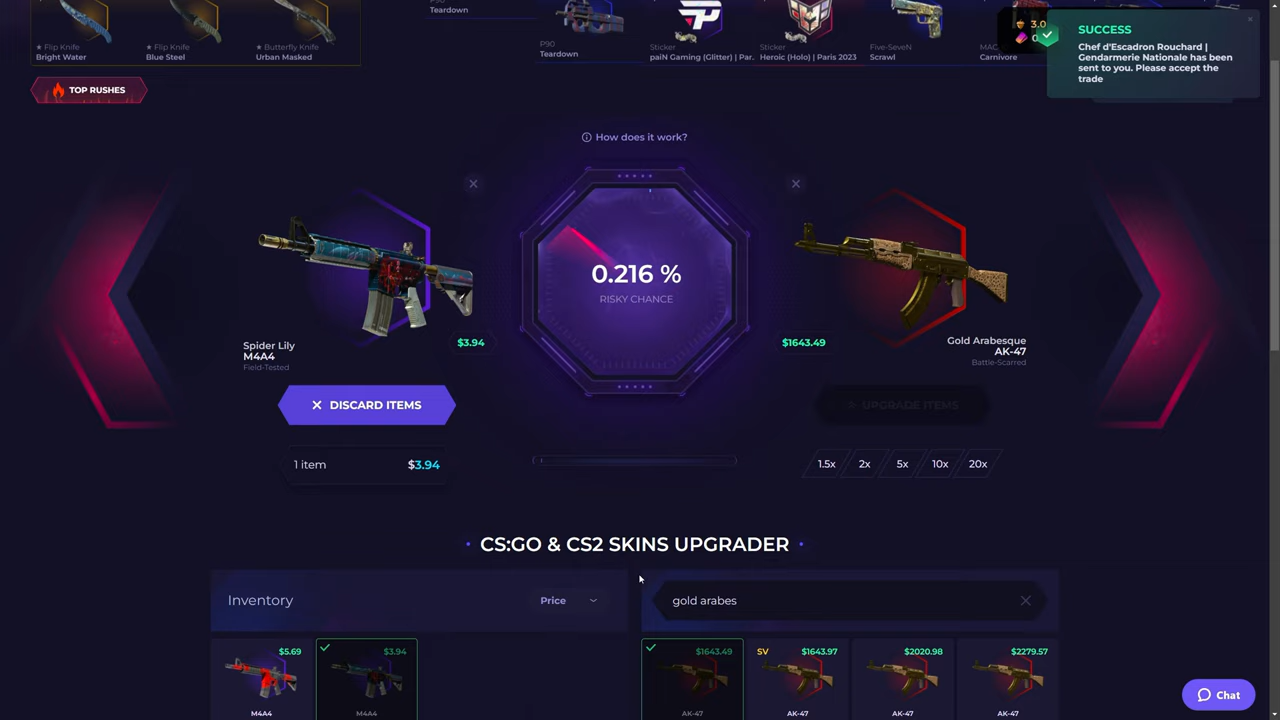 P90
Teardown
★ Flip Knife
Bright Water
★ Flip Knife
Blue Steel
★ Butterfly Knife
Urban Masked
P90
Teardown
Sticker
paiN Gaming (Glitter) | Par.
Sticker
Heroic (Holo) | Paris 2023
Five-SeveN
Scrawl
MAC
Carnivore
3.0
SUCCESS
Chef d'Escadron Rouchard |
Gendarmerie Nationale has been
sent to you. Please accept the
trade
TOP RUSHES
How does it work?
0.216 %
RISKY CHANCE
Spider Lily
M4A4
Field-Tested
$3.94
$1643.49
Gold Arabesque
AK-47
Battle-Scarred
DISCARD ITEMS
UPGRADE ITEMS
1 item
$3.94
1.5x
2x
5x
10x
20x
CS:GO & CS2 SKINS UPGRADER
Inventory
Price
gold arabes
$5.69
M4A4
$3.94
M4A4
$1643.49
AK-47
SV
$1643.97
AK-47
$2020.98
AK-47
$2279.57
AK-47
Chat